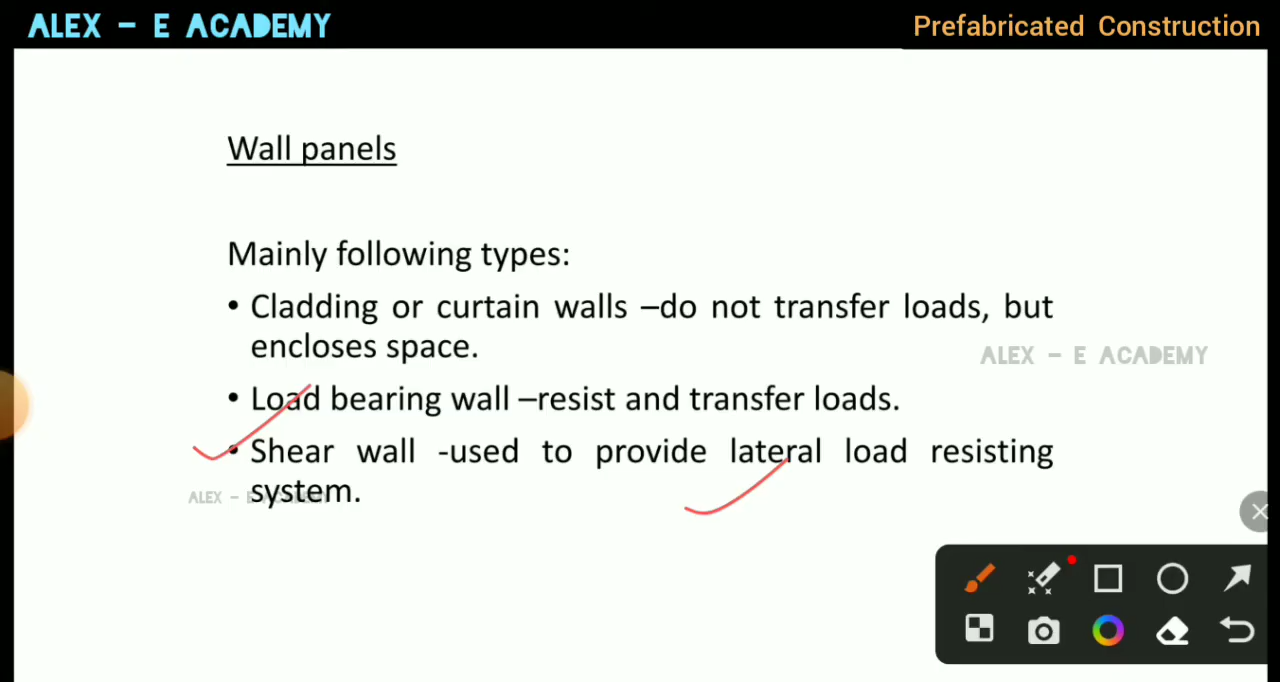 ALEX - E ACADEMY
Prefabricated Construction
Wall panels
Mainly following types:
• Cladding or curtain walls –do not transfer loads, but
encloses space.
ALEX - E ACADEMY
• Load bearing wall –resist and transfer loads.
• Shear wall -used to provide lateral load resisting
system.
ALEX - E ACADEMY